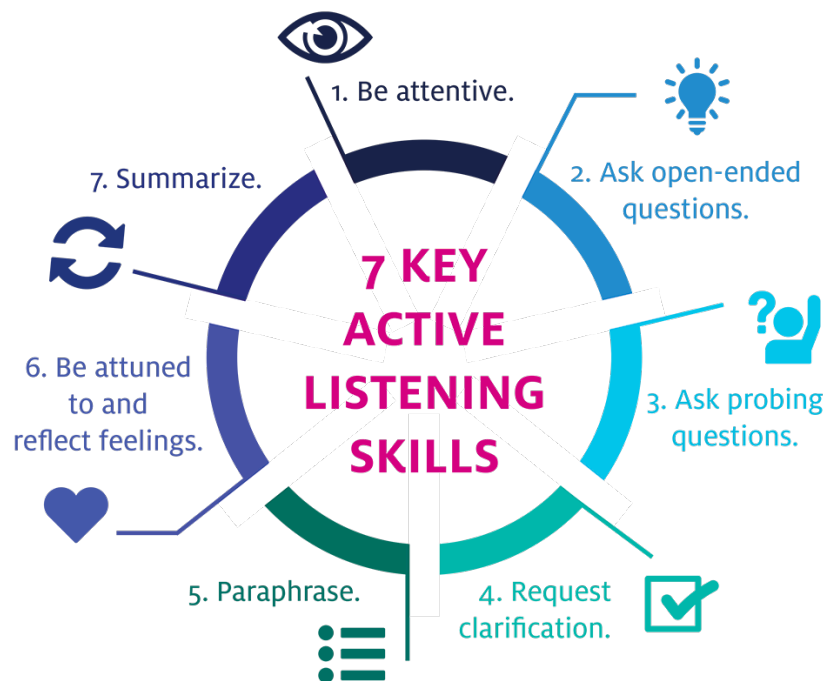 1. Be attentive.
2. Ask open-ended
questions.
3. Ask probing
questions.
4. Request
clarification.
5. Paraphrase.
6. Be attuned
to and
reflect feelings.
7. Summarize.
7 KEY
ACTIVE
LISTENING
SKILLS